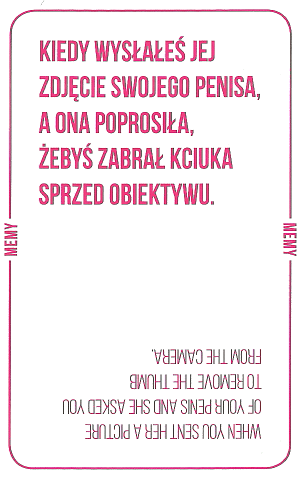 KIEDY WYSŁAŁEŚ JEJ
ZDJĘCIE SWOJEGO PENISA,
A ONA POPROSIŁA,
ŻEBYŚ ZABRAŁ KCIUKA
SPRZED OBIEKTYWU.
MEMY
MEMY
WHEN YOU SENT HER A PICTURE
OF YOUR PENIS AND SHE ASKED YOU
TO REMOVE THE THUMB
FROM THE CAMERA.